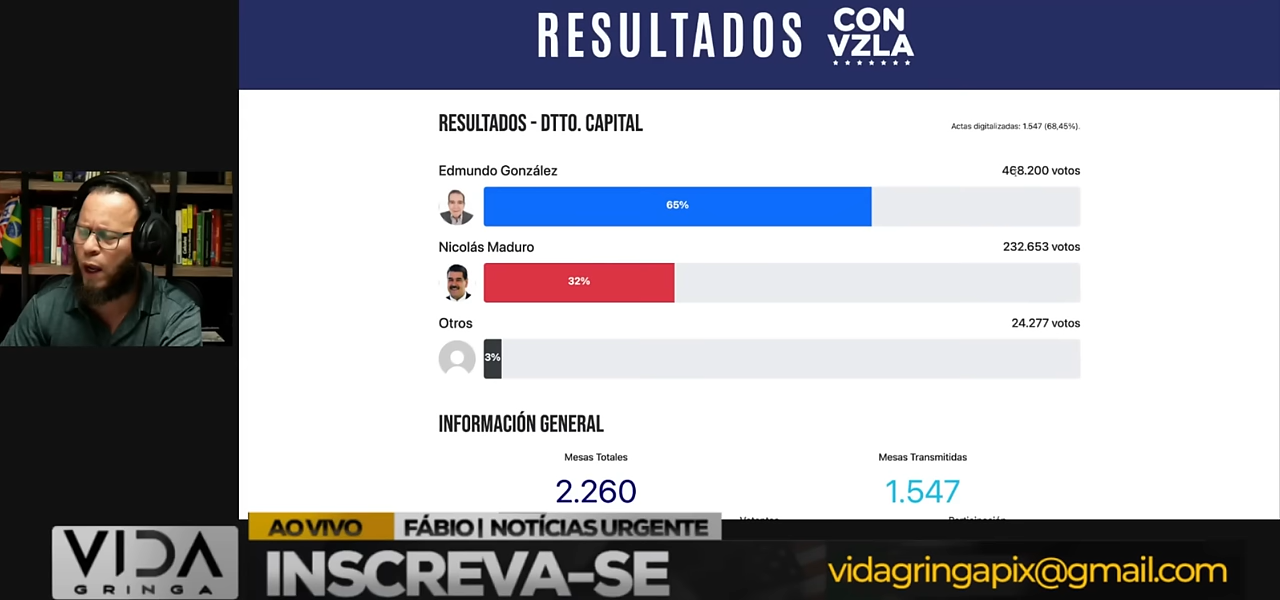 RESULTADOS
CON
VZLA
RESULTADOS - DTTO. CAPITAL
Actas digitalizadas: 1.547 (68,45%).
Edmundo González
468.200 votos
65%
Nicolás Maduro
232.653 votos
32%
Otros
24.277 votos
3%
INFORMACIÓN GENERAL
Mesas Totales
Mesas Transmitidas
2.260
1.547
AO VIVO
FÁBIO | NOTÍCIAS URGENTE
VIDA
GRINGA
INSCREVA-SE
vidagringapix@gmail.com